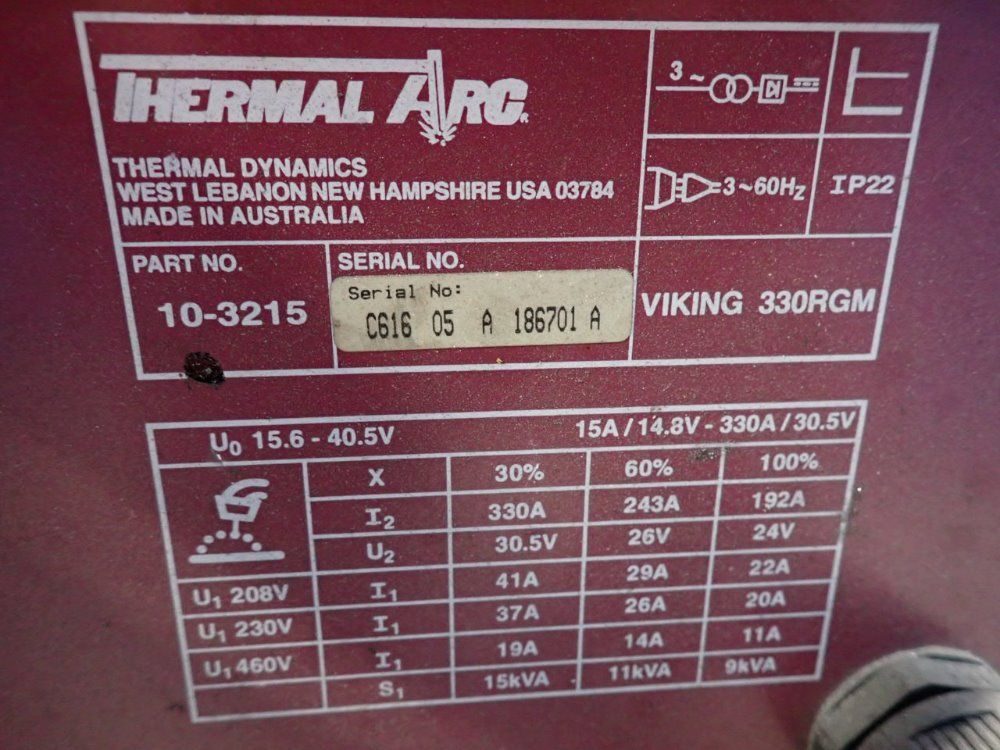 THERMAL ARC®
3~
THERMAL DYNAMICS
WEST LEBANON NEW HAMPSHIRE USA 03784
MADE IN AUSTRALIA
3~60Hz
IP22
PART NO.
10-3215
SERIAL NO.
Serial No:
C616 05 A 186701 A
VIKING 330RGM
U0 15.6 - 40.5V 15A / 14.8V - 330A / 30.5V
X 30% 60% 100%
I2 330A 243A 192A
U2 30.5V 26V 24V
U1 208V I1 41A 29A 22A
U1 230V I1 37A 26A 20A
U1 460V I1 19A 14A 11A
S1 15kVA 11kVA 9kVA